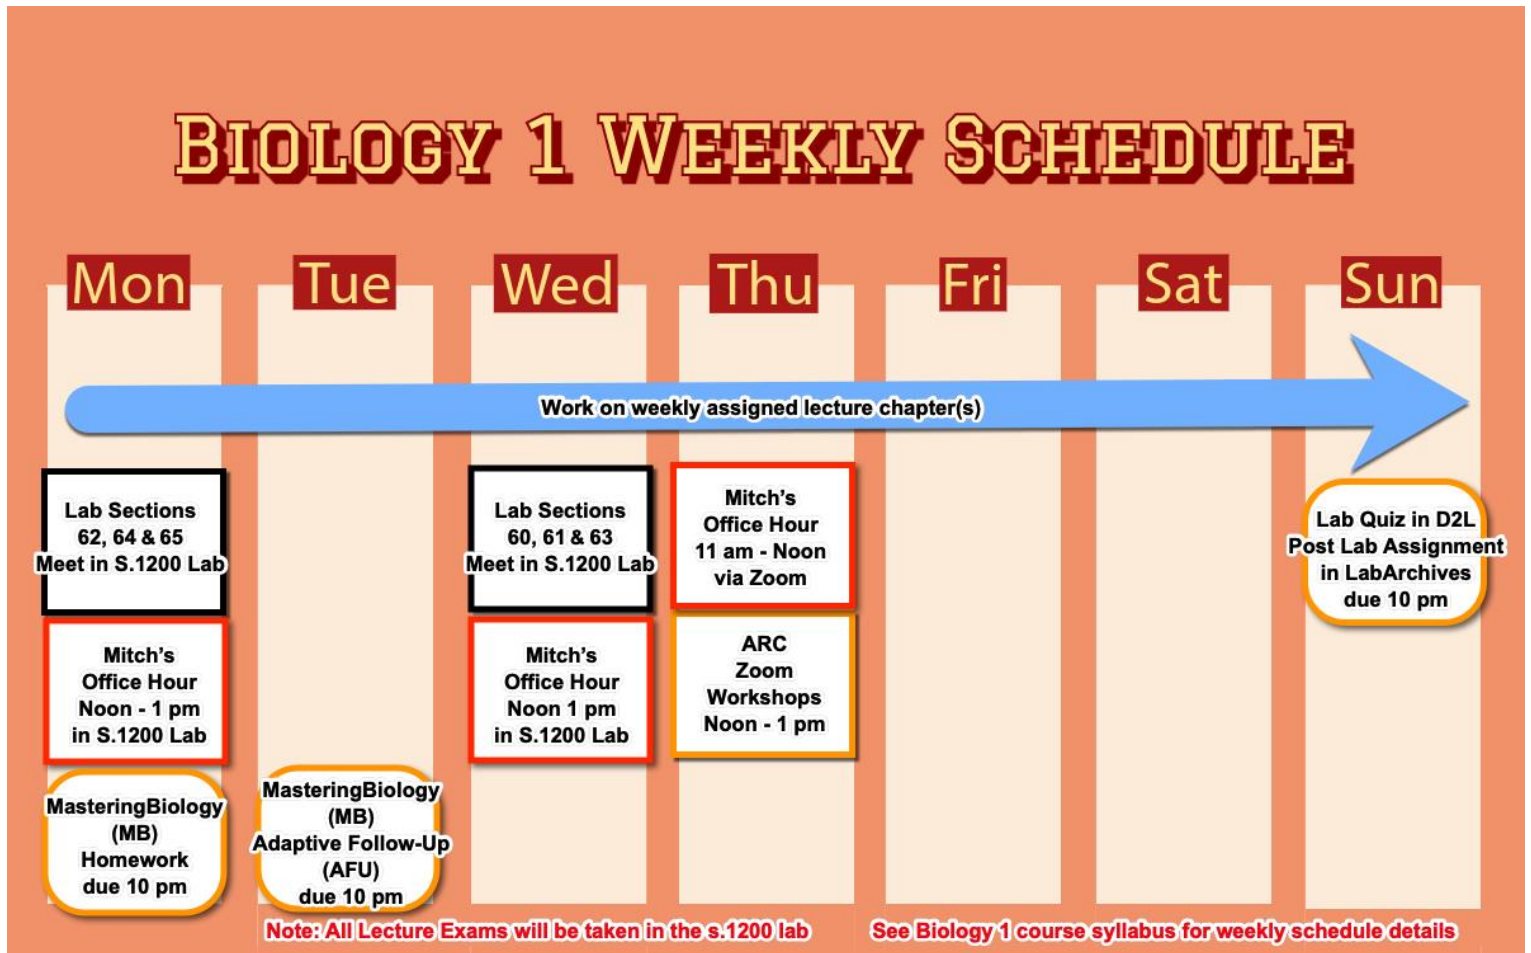 Biology 1 Weekly Schedule
Mon
Tue
Wed
Thu
Fri
Sat
Sun
Work on weekly assigned lecture chapter(s)
Lab Sections
62, 64 & 65
Meet in S.1200 Lab
Mitch's
Office Hour
Noon - 1 pm
in S.1200 Lab
MasteringBiology
(MB)
Homework
due 10 pm
MasteringBiology
(MB)
Adaptive Follow-Up
(AFU)
due 10 pm
Lab Sections
60, 61 & 63
Meet in S.1200 Lab
Mitch's
Office Hour
Noon 1 pm
in S.1200 Lab
Mitch's
Office Hour
11 am - Noon
via Zoom
ARC
Zoom
Workshops
Noon - 1 pm
Lab Quiz in D2L
Post Lab Assignment
in LabArchives
due 10 pm
Note: All Lecture Exams will be taken in the s.1200 lab
See Biology 1 course syllabus for weekly schedule details